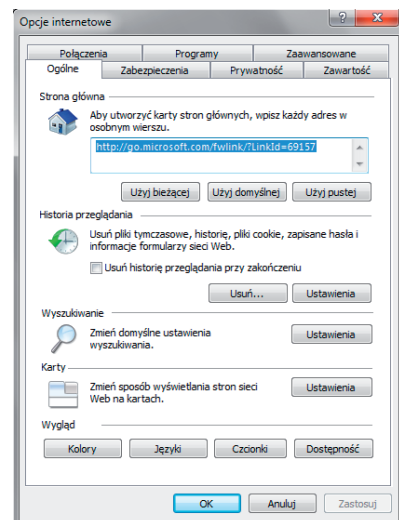 Opcje internetowe
Połączenia Programy Zaawansowane
Ogólne Zabezpieczenia Prywatność Zawartość
Strona główna
Aby utworzyć karty stron głównych, wpisz każdy adres w
osobnym wierszu.
http://go.microsoft.com/fwlink/?LinkId=69157
Użyj bieżącej Użyj domyślnej Użyj pustej
Historia przeglądania
Usuń pliki tymczasowe, historię, pliki cookie, zapisane hasła i
informacje formularzy sieci Web.
Usuń historię przeglądania przy zakończeniu
Usuń... Ustawienia
Wyszukiwanie
Zmień domyślne ustawienia
wyszukiwania.
Ustawienia
Karty
Zmień sposób wyświetlania stron sieci
Web na kartach.
Ustawienia
Wygląd
Kolory Języki Czcionki Dostępność
OK Anuluj Zastosuj